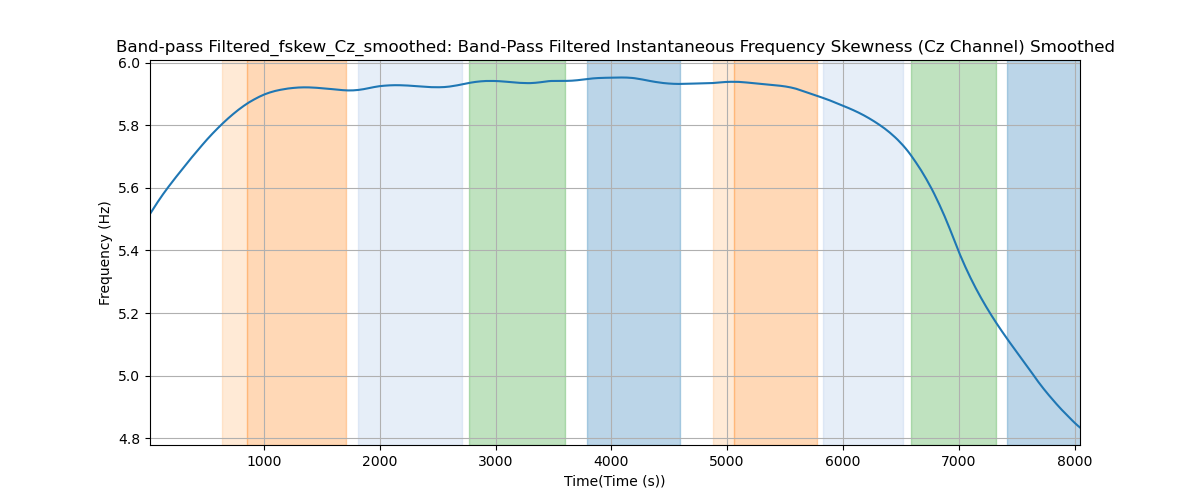 Band-pass Filtered_fskew_Cz_smoothed: Band-Pass Filtered Instantaneous Frequency Skewness (Cz Channel) Smoothed
6.0
5.8
5.6
5.4
5.2
5.0
4.8
Frequency (Hz)
1000 2000 3000 4000 5000 6000 7000 8000
Time(Time (s))